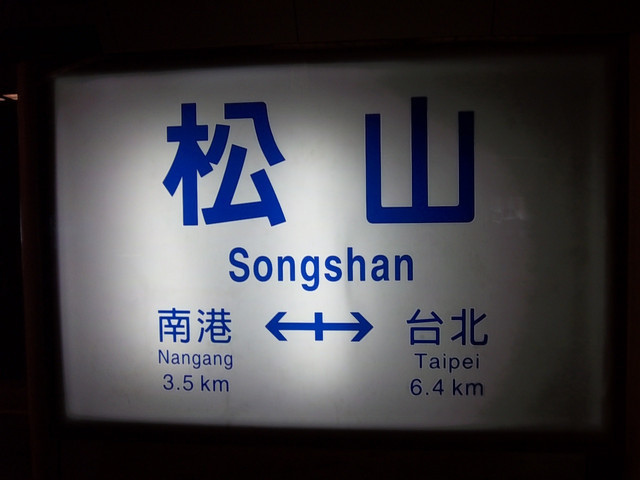 松山
Songshan
南港 台北
Nangang Taipei
3.5 km 6.4 km